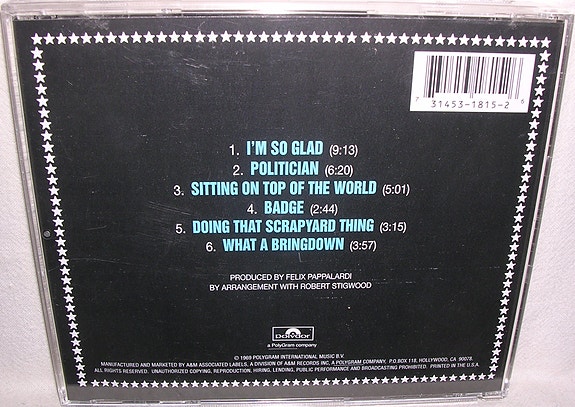 7 31453-1815-2 6
1. I'M SO GLAD (9:13)
2. POLITICIAN (6:20)
3. SITTING ON TOP OF THE WORLD (5:01)
4. BADGE (2:44)
5. DOING THAT SCRAPYARD THING (3:15)
6. WHAT A BRINGDOWN (3:57)
PRODUCED BY FELIX PAPPALARDI
BY ARRANGEMENT WITH ROBERT STIGWOOD
polydor
a PolyGram company
© 1969 POLYGRAM INTERNATIONAL MUSIC B.V.
MANUFACTURED AND MARKETED BY A&M ASSOCIATED LABELS, A DIVISION OF A&M RECORDS INC, A POLYGRAM COMPANY, P.O.BOX 118, HOLLYWOOD, CA 90078.
ALL RIGHTS RESERVED. UNAUTHORIZED COPYING, REPRODUCTION, HIRING, LENDING, PUBLIC PERFORMANCE AND BROADCASTING PROHIBITED. PRINTED IN THE U.S.A.